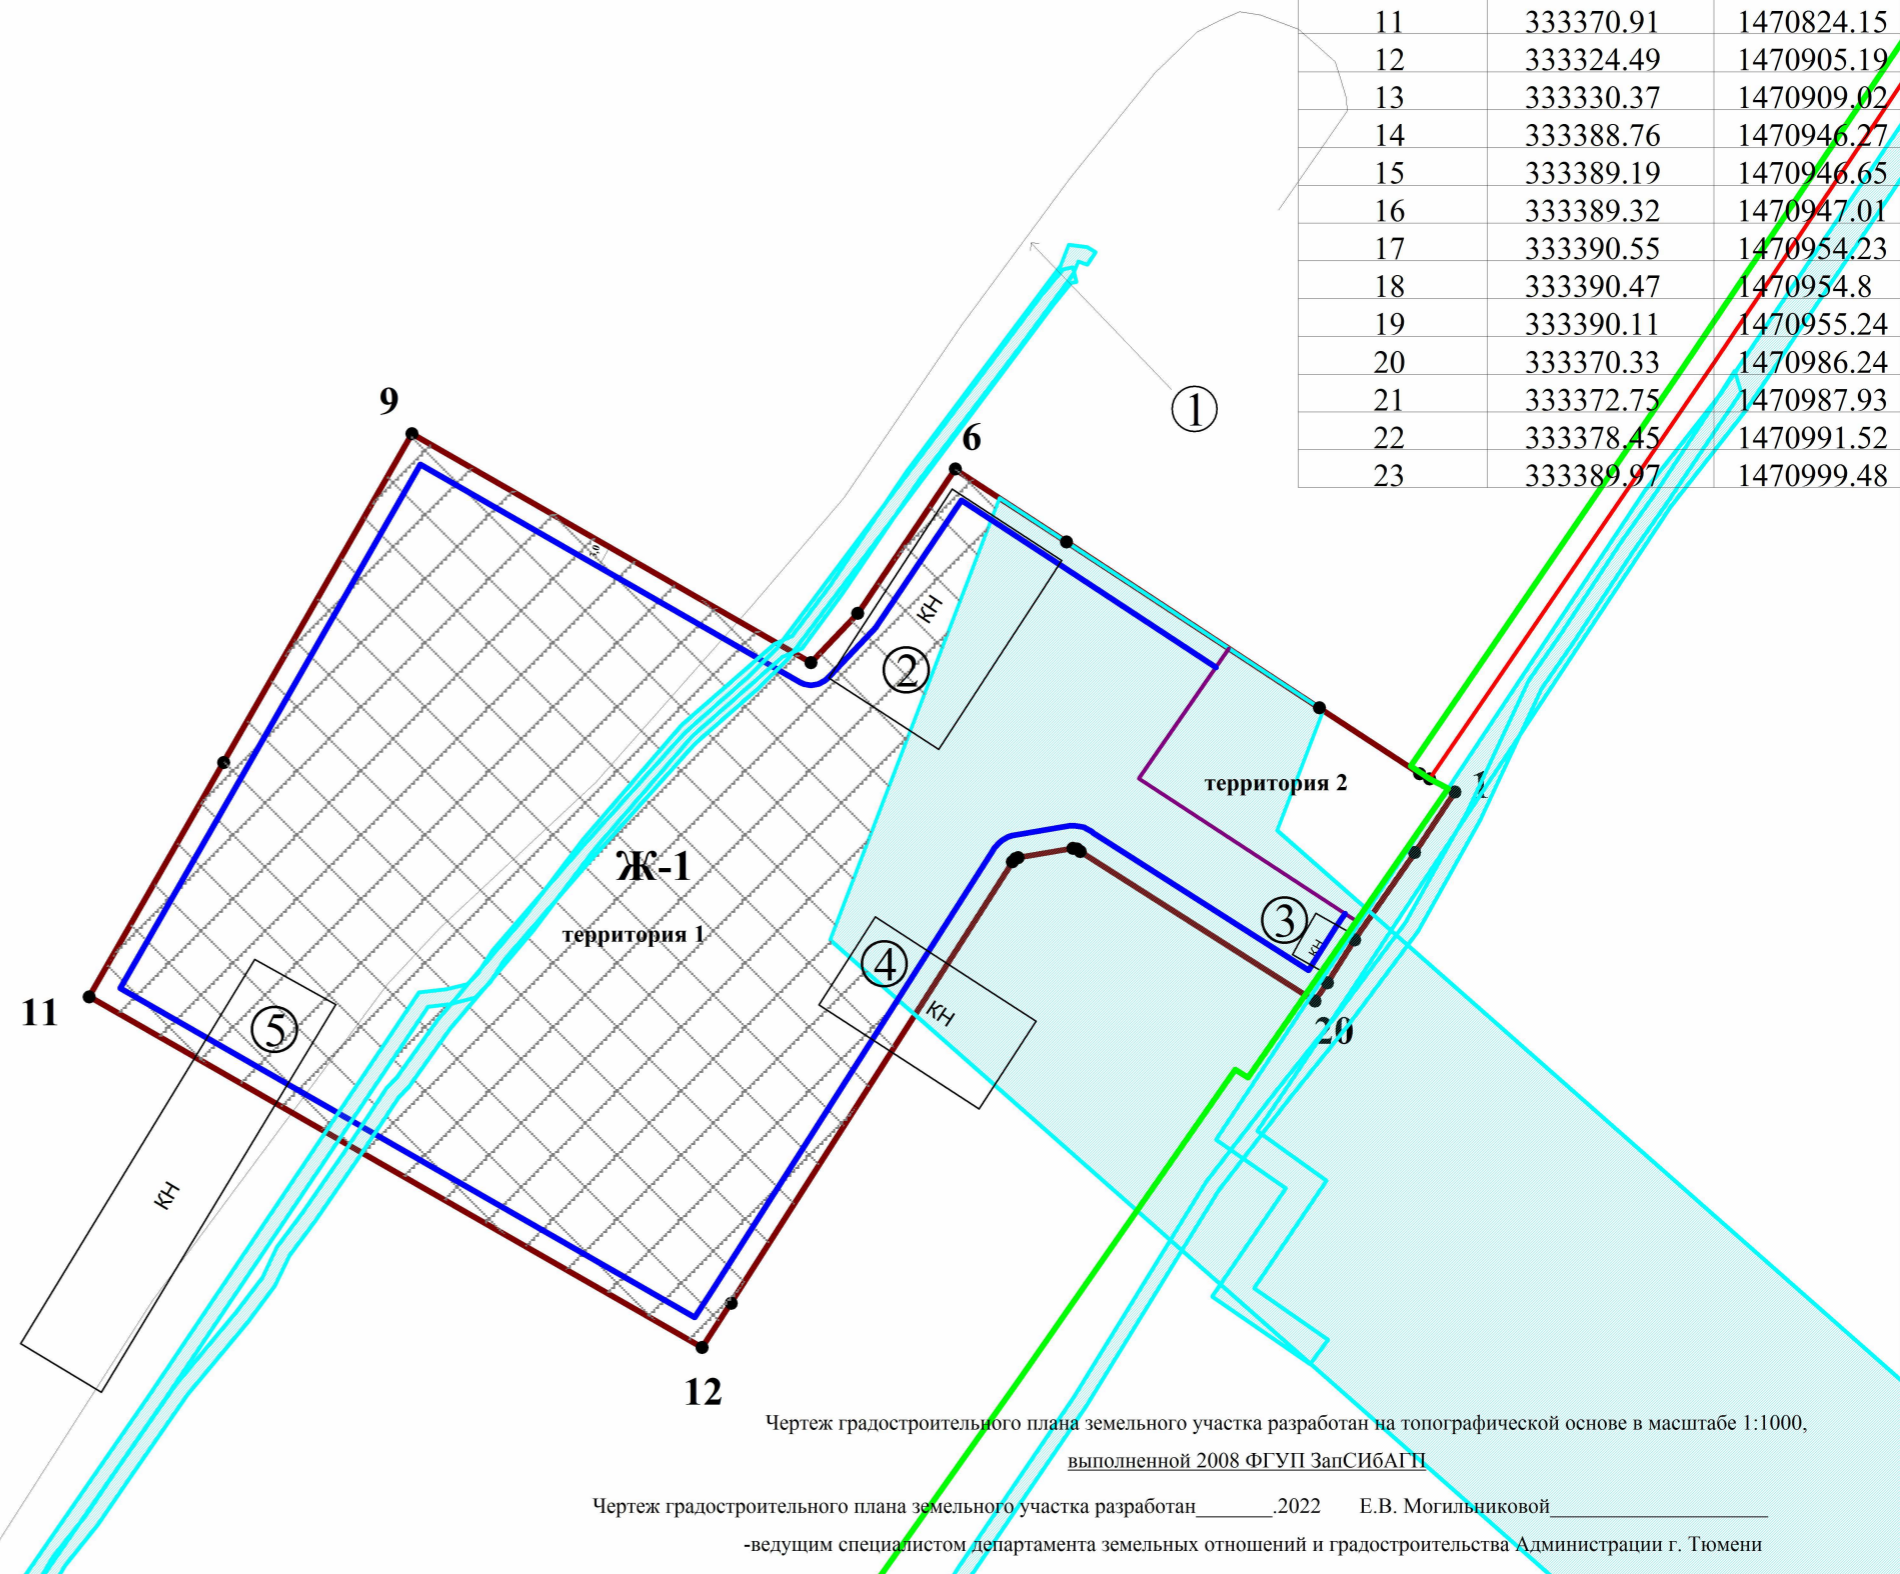 11 333370.91 1470824.15
12 333324.49 1470905.19
13 333330.37 1470909.02
14 333388.76 1470946.27
15 333389.19 1470946.65
16 333389.32 1470947.01
17 333390.55 1470954.23
18 333390.47 1470954.8
19 333390.11 1470955.24
20 333370.33 1470986.24
21 333372.75 1470987.93
22 333378.45 1470991.52
23 333389.97 1470999.48
9
1
6
3,0
КН
2
территория 2
1
Ж-1
территория 1
3
КН
4
КН
11
5
20
КН
12
Чертеж градостроительного плана земельного участка разработан на топографической основе в масштабе 1:1000,
выполненной 2008 ФГУП ЗапСИбАГП
Чертеж градостроительного плана земельного участка разработан_______.2022 Е.В. Могильниковой____________________
-ведущим специалистом департамента земельных отношений и градостроительства Администрации г. Тюмени